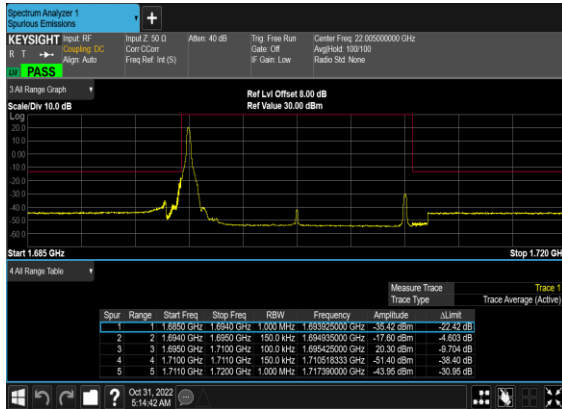 Spectrum Analyzer 1
Spurious Emissions
+
KEYSIGHT Input: RF Input Z: 50 Ω Atten: 40 dB Trig: Free Run Center Freq: 22.005000000 GHz
R T Coupling: DC Corr CCorr Gate: Off Avg|Hold: 100/100
Align: Auto Freq Ref: Int (S) IF Gain: Low Radio Std: None
LW PASS
3 All Range Graph
Ref Lvl Offset 8.00 dB
Scale/Div 10.0 dB Ref Value 30.00 dBm
Log
20.0
10.0
0.00
-10.0
-20.0
-30.0
-40.0
-50.0
-60.0
Start 1.685 GHz Stop 1.720 GH
4 All Range Table
Measure Trace Trace 1
Trace Type Trace Average (Active)
Spur Range Start Freq Stop Freq RBW Frequency Amplitude ΔLimit
1 1 1.6850 GHz 1.6940 GHz 1.000 MHz 1.693925000 GHz -35.42 dBm -22.42 dB
2 2 1.6940 GHz 1.6950 GHz 150.0 kHz 1.694935000 GHz -17.60 dBm -4.603 dB
3 3 1.6950 GHz 1.7100 GHz 100.0 kHz 1.695425000 GHz 20.30 dBm -9.704 dB
4 4 1.7100 GHz 1.7110 GHz 150.0 kHz 1.710518333 GHz -51.40 dBm -38.40 dB
5 5 1.7110 GHz 1.7200 GHz 1.000 MHz 1.717390000 GHz -43.95 dBm -30.95 dB
? Oct 31, 2022
5:14:42 AM